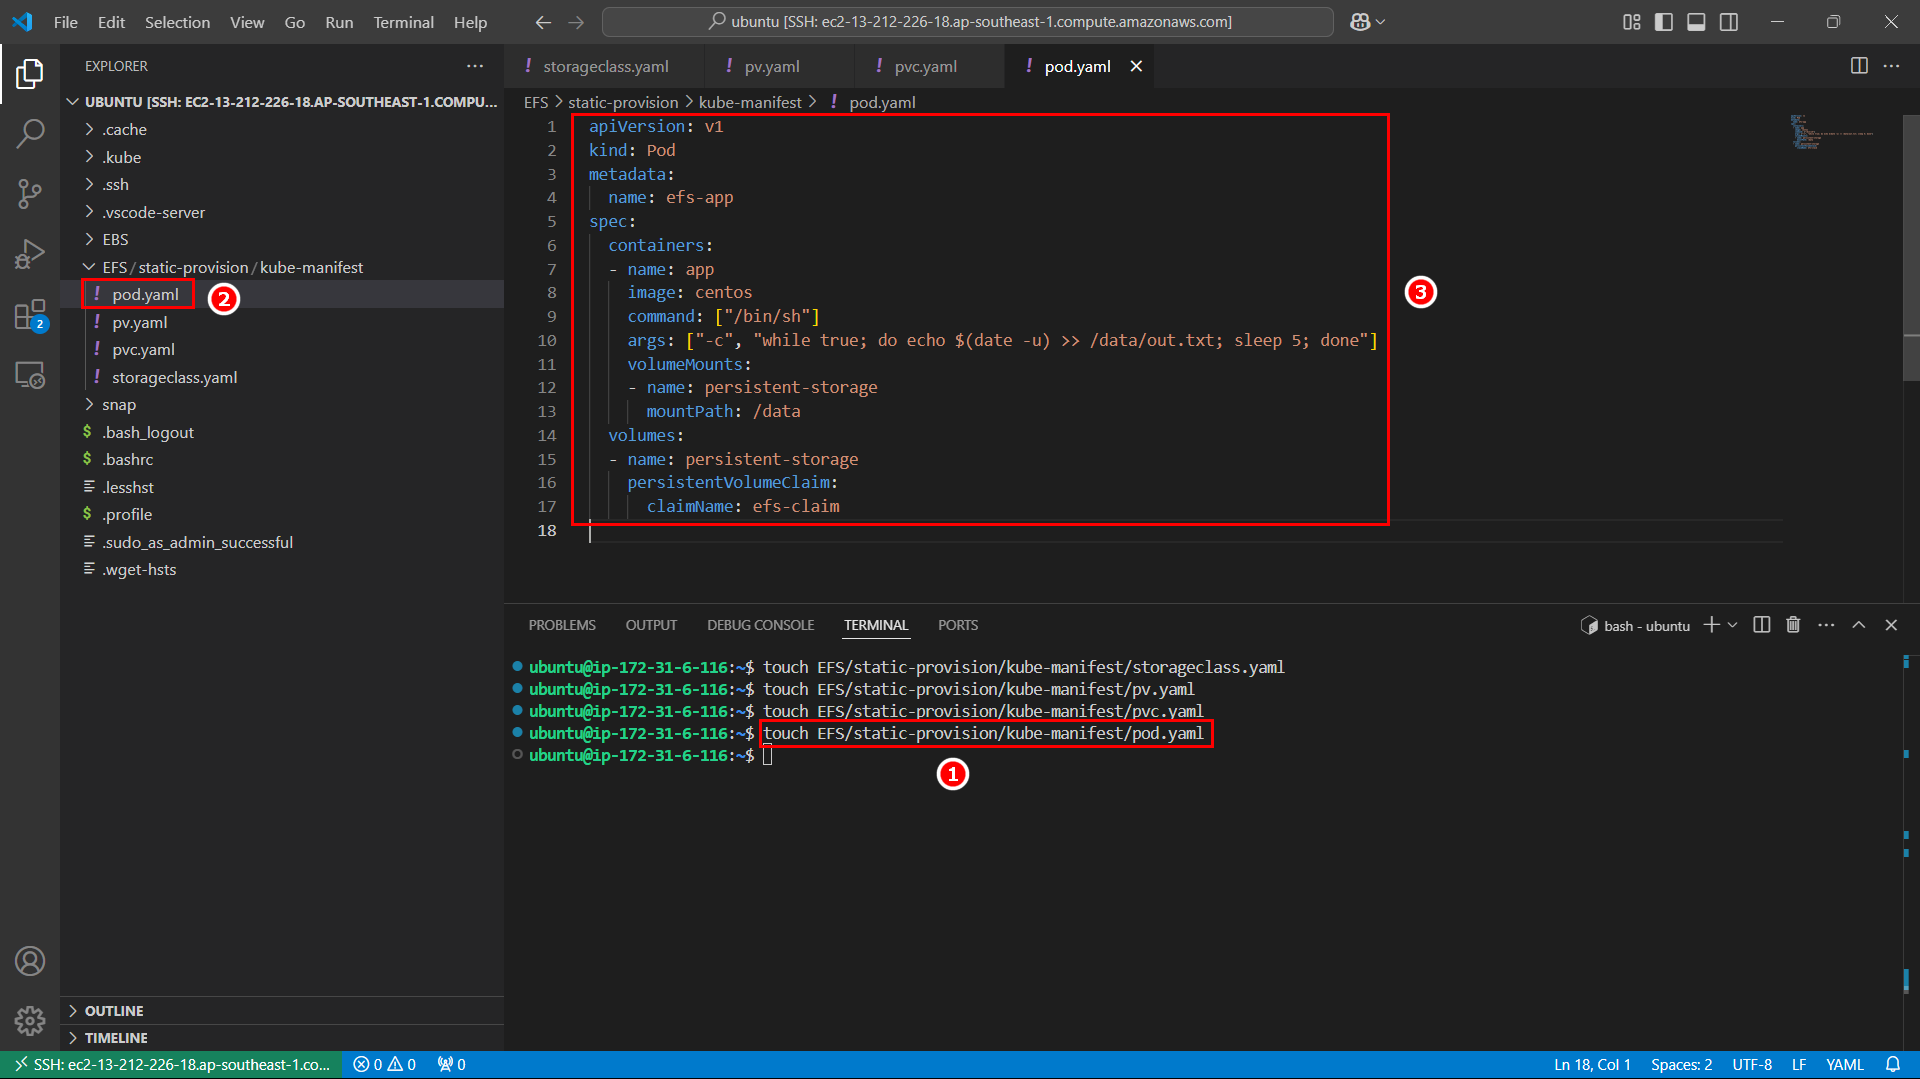 File Edit Selection View Go Run Terminal Help
ubuntu [SSH: ec2-13-212-226-18.ap-southeast-1.compute.amazonaws.com]
EXPLORER
UBUNTU [SSH: EC2-13-212-226-18.AP-SOUTHEAST-1.COMPU...
.cache
.kube
.ssh
.vscode-server
EBS
EFS/static-provision/kube-manifest
! pod.yaml
2
! pv.yaml
! pvc.yaml
! storageclass.yaml
snap
$ .bash_logout
$ .bashrc
.lesshst
$ .profile
.sudo_as_admin_successful
.wget-hsts
2
OUTLINE
TIMELINE
! storageclass.yaml ! pv.yaml ! pvc.yaml ! pod.yaml
EFS > static-provision > kube-manifest > ! pod.yaml
1 apiVersion: v1
2 kind: Pod
3 metadata:
4 name: efs-app
5 spec:
6 containers:
7 - name: app
8 image: centos
9 command: ["/bin/sh"]
10 args: ["-c", "while true; do echo $(date -u) >> /data/out.txt; sleep 5; done"]
11 volumeMounts:
12 - name: persistent-storage
13 mountPath: /data
14 volumes:
15 - name: persistent-storage
16 persistentVolumeClaim:
17 claimName: efs-claim
18
3
PROBLEMS OUTPUT DEBUG CONSOLE TERMINAL PORTS
bash - ubuntu
ubuntu@ip-172-31-6-116:~$ touch EFS/static-provision/kube-manifest/storageclass.yaml
ubuntu@ip-172-31-6-116:~$ touch EFS/static-provision/kube-manifest/pv.yaml
ubuntu@ip-172-31-6-116:~$ touch EFS/static-provision/kube-manifest/pvc.yaml
ubuntu@ip-172-31-6-116:~$ touch EFS/static-provision/kube-manifest/pod.yaml
ubuntu@ip-172-31-6-116:~$
1
SSH: ec2-13-212-226-18.ap-southeast-1.co... 0 0 0
Ln 18, Col 1 Spaces: 2 UTF-8 LF YAML